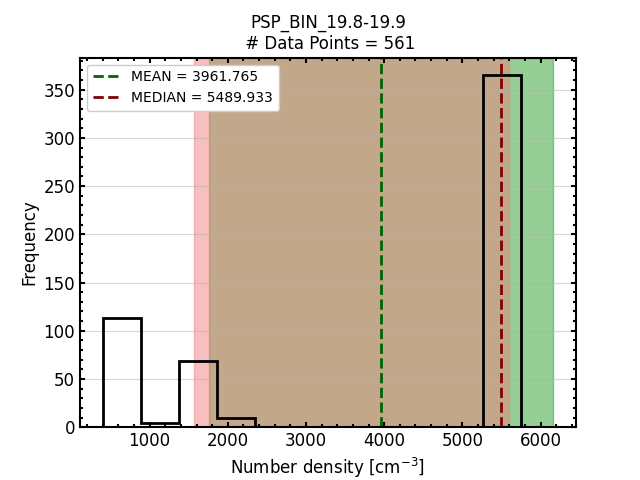 PSP_BIN_19.8-19.9
# Data Points = 561
MEAN = 3961.765
MEDIAN = 5489.933
Frequency
350
300
250
200
150
100
50
0
1000 2000 3000 4000 5000 6000
Number density [cm⁻³]